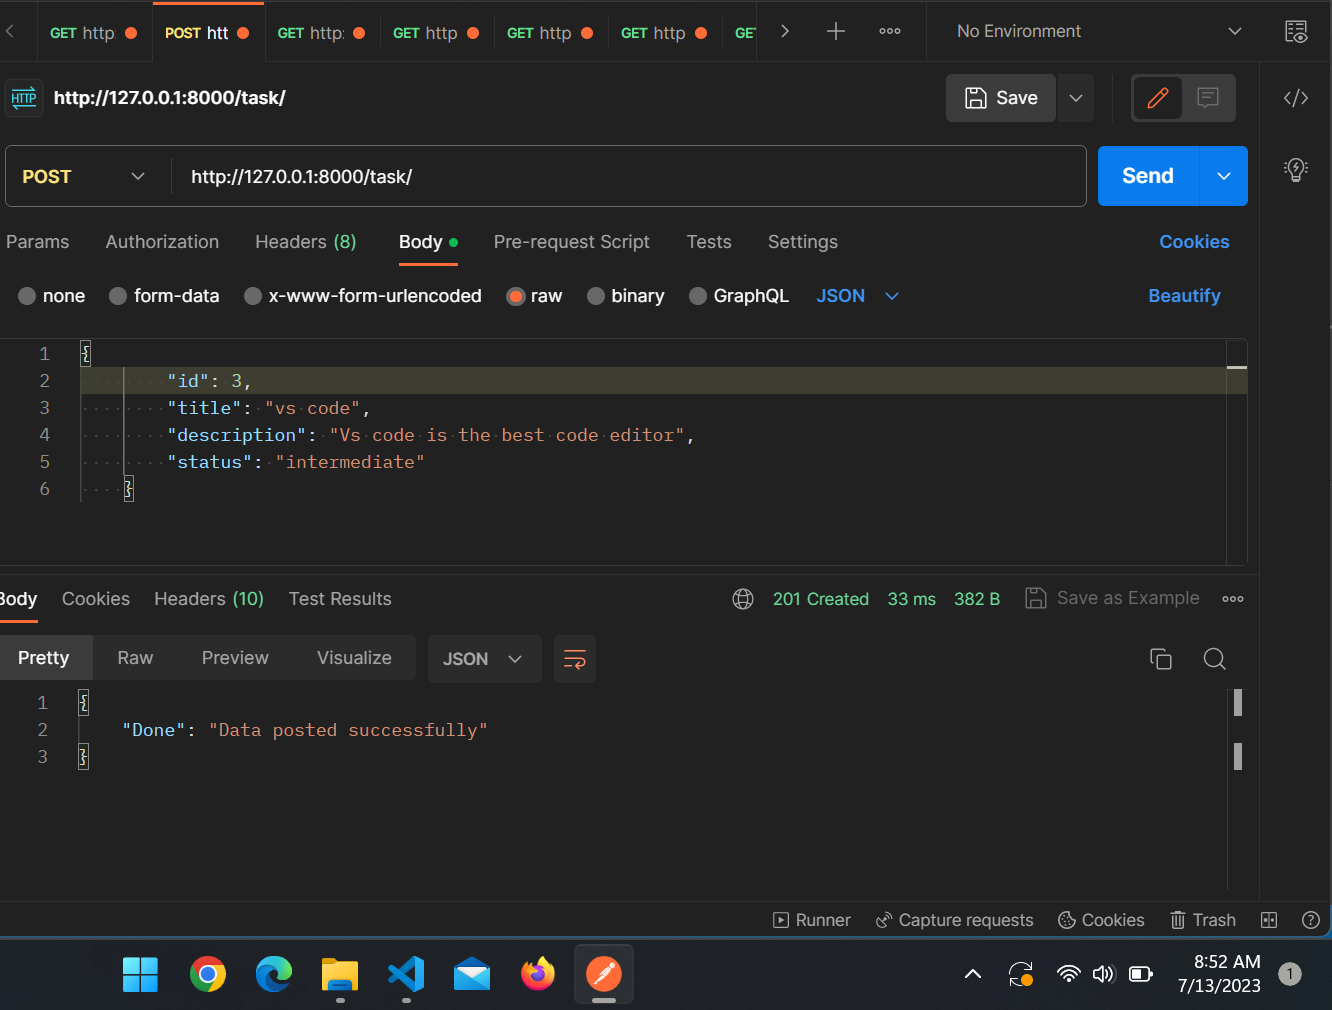 GET http: POST htt GET http: GET http GET http GET http GET No Environment
HTTP http://127.0.0.1:8000/task/ Save
POST http://127.0.0.1:8000/task/ Send
Params Authorization Headers (8) Body Pre-request Script Tests Settings Cookies
none form-data x-www-form-urlencoded raw binary GraphQL JSON Beautify
1 {
2 "id": 3,
3 "title": "vs code",
4 "description": "Vs code is the best code editor",
5 "status": "intermediate"
6 }
Body Cookies Headers (10) Test Results 201 Created 33 ms 382 B Save as Example
Pretty Raw Preview Visualize JSON
1 {
2 "Done": "Data posted successfully"
3 }
Runner Capture requests Cookies Trash
8:52 AM
7/13/2023
1